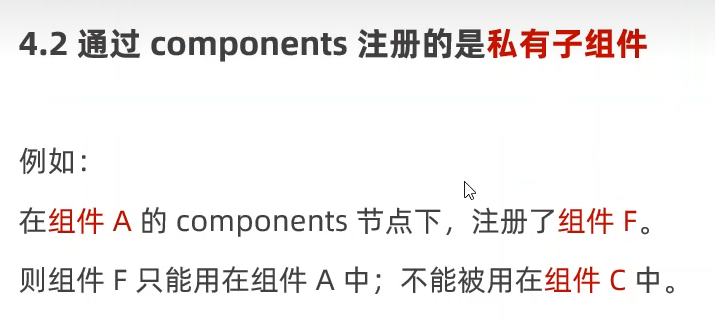 4.2 通过 components 注册的是私有子组件
例如：
在组件 A 的 components 节点下，注册了组件 F。
则组件 F 只能用在组件 A 中；不能被用在组件 C 中。